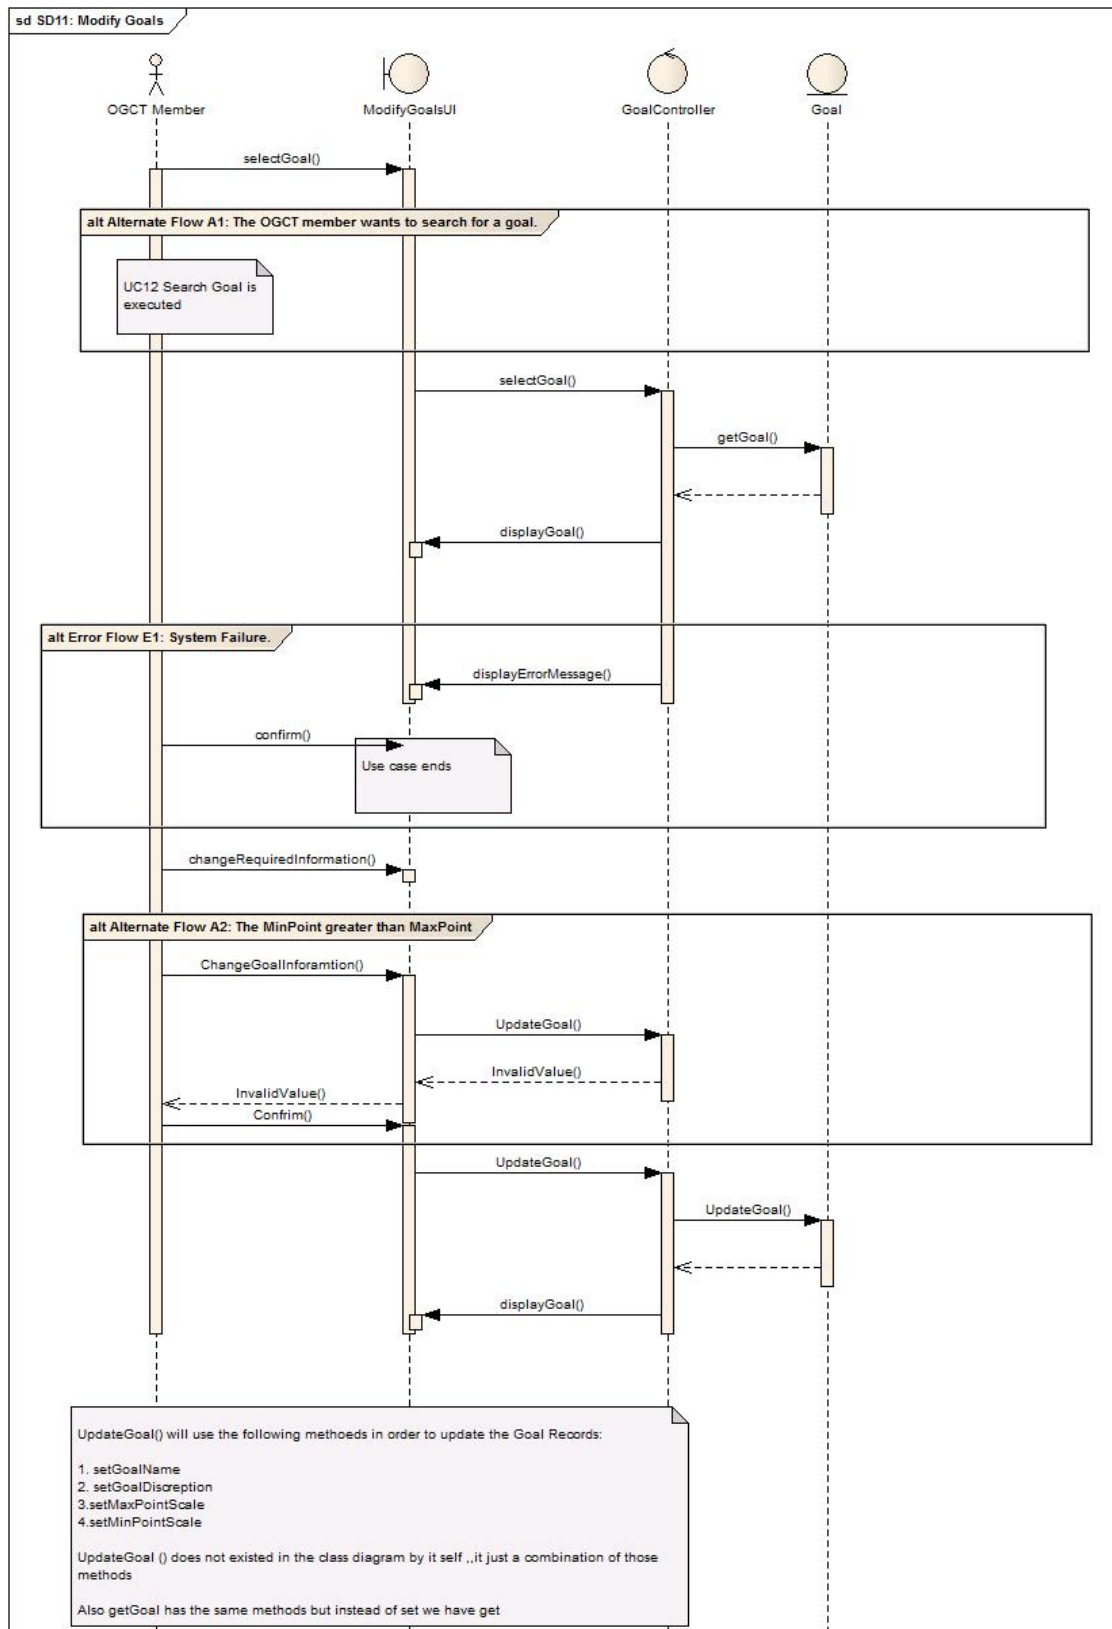 sd SD11: Modify Goals
OGCT Member
ModifyGoalsUI
GoalController
Goal
selectGoal()
alt Alternate Flow A1: The OGCT member wants to search for a goal.
UC12 Search Goal is
executed
selectGoal()
getGoal()
displayGoal()
alt Error Flow E1: System Failure.
displayErrorMessage()
confirm()
Use case ends
changeRequiredInformation()
alt Alternate Flow A2: The MinPoint greater than MaxPoint
ChangeGoalInforamtion()
UpdateGoal()
InvalidValue()
InvalidValue()
Confrim()
UpdateGoal()
UpdateGoal()
displayGoal()
UpdateGoal() will use the following methoeds in order to update the Goal Records:
1. setGoalName
2. setGoalDiscreption
3.setMaxPointScale
4.setMinPointScale
UpdateGoal () does not existed in the class diagram by it self ,,it just a combination of those
methods
Also getGoal has the same methods but instead of set we have get